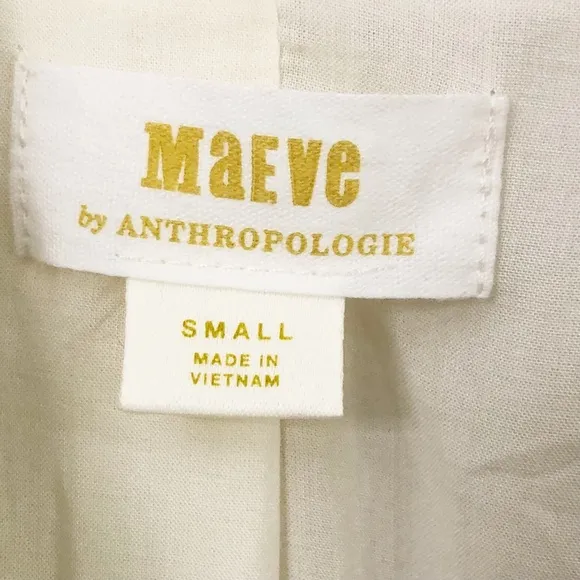 MaEve
by ANTHROPOLOGIE
SMALL
MADE IN
VIETNAM